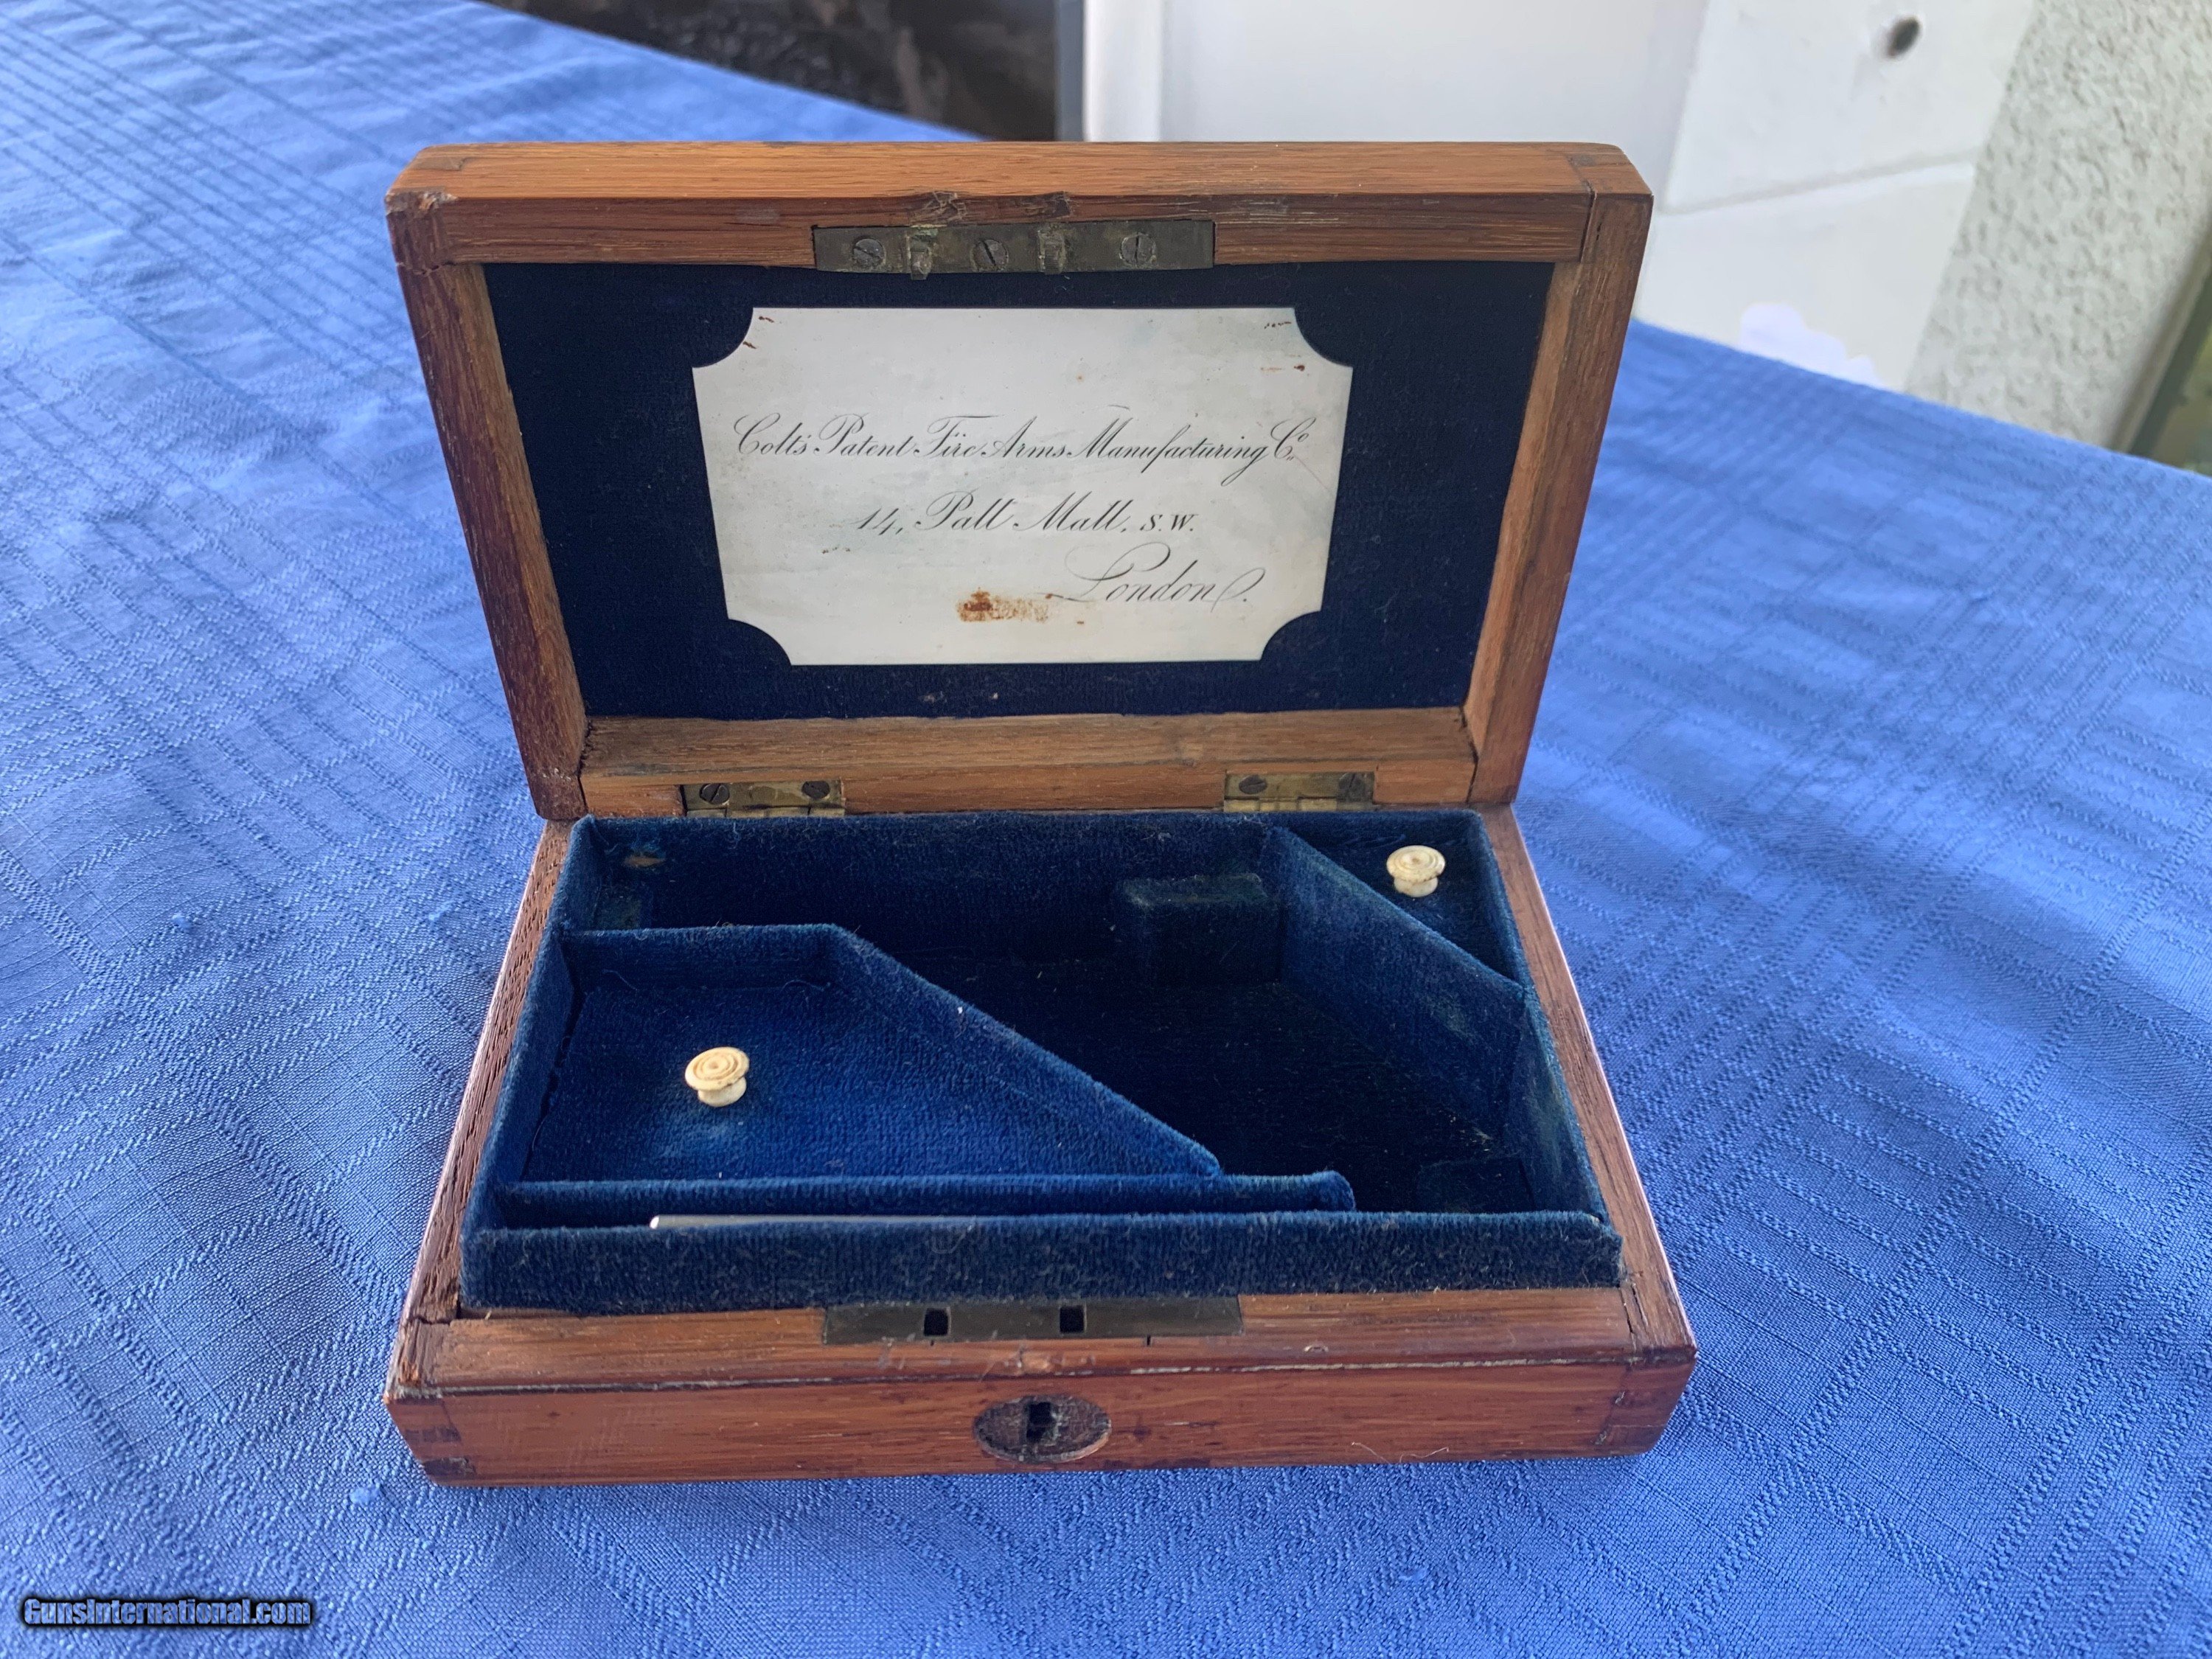 Colt's Patent Fire Arms Manufacturing Co.
14, Pall Mall, S.W.
London.
GunsInternational.com